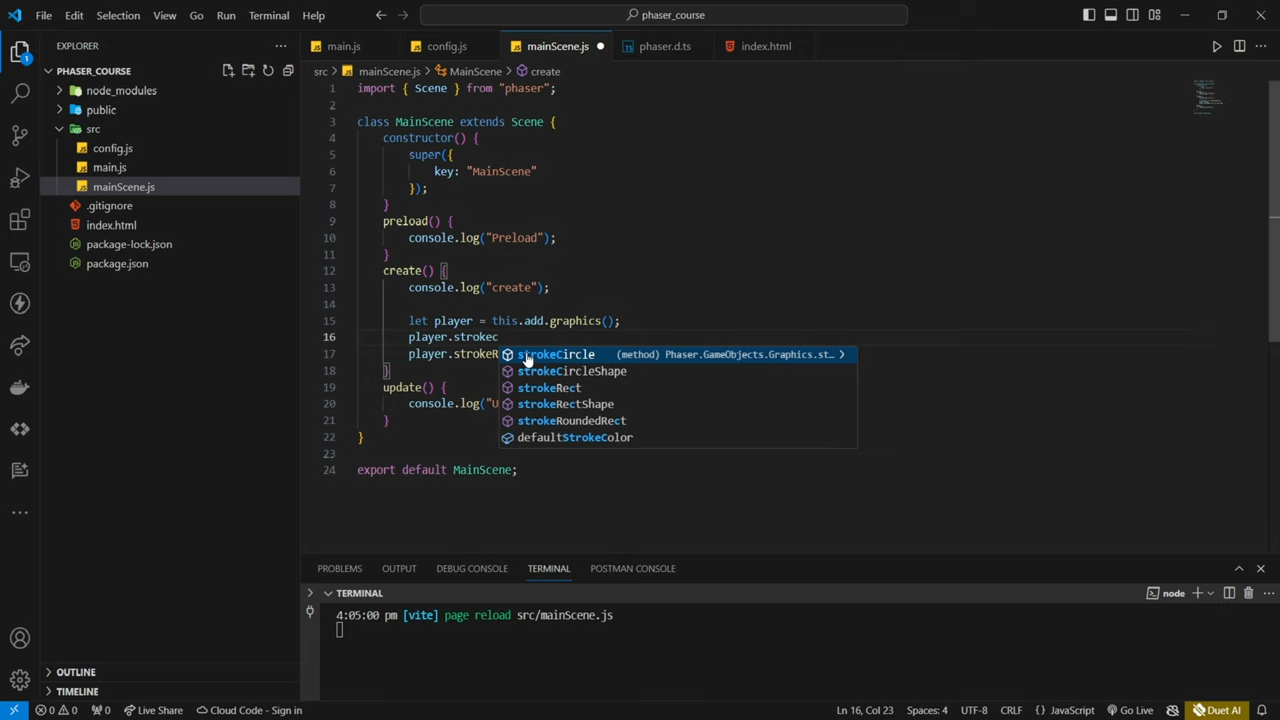 File Edit Selection View Go Run Terminal Help
phaser_course
EXPLORER
main.js config.js mainScene.js phaser.d.ts index.html
PHASER_COURSE
src > mainScene.js > MainScene > create
node_modules
public
src
config.js
main.js
mainScene.js
.gitignore
index.html
package-lock.json
package.json
1 import { Scene } from "phaser";
2
3 class MainScene extends Scene {
4 constructor() {
5 super({
6 key: "MainScene"
7 });
8 }
9 preload() {
10 console.log("Preload");
11 }
12 create() {
13 console.log("create");
14
15 let player = this.add.graphics();
16 player.strokec
17 player.strokeR
18 }
19 update() {
20 console.log("U
21 }
22 }
23
24 export default MainScene;
strokeCircle (method) Phaser.GameObjects.Graphics.st...
strokeCircleShape
strokeRect
strokeRectShape
strokeRoundedRect
defaultStrokeColor
PROBLEMS OUTPUT DEBUG CONSOLE TERMINAL POSTMAN CONSOLE
TERMINAL
node
4:05:00 pm [vite] page reload src/mainScene.js
OUTLINE
TIMELINE
0 0 0 Live Share Cloud Code - Sign in Ln 16, Col 23 Spaces: 4 UTF-8 CRLF { } JavaScript Go Live Duet AI